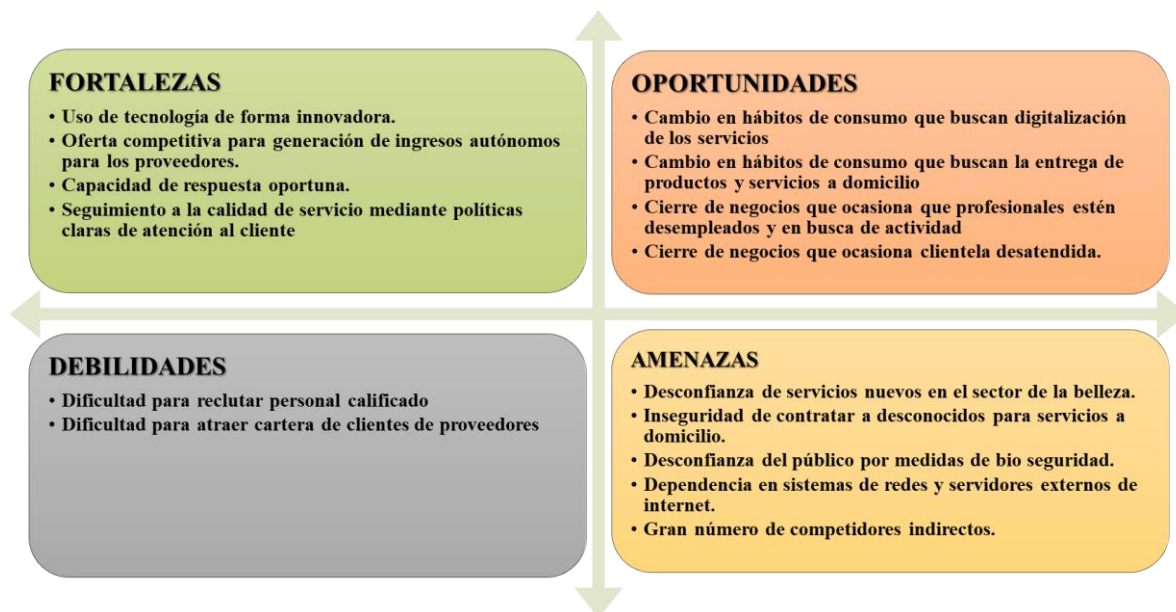 FORTALEZAS
• Uso de tecnología de forma innovadora.
• Oferta competitiva para generación de ingresos autónomos
para los proveedores.
• Capacidad de respuesta oportuna.
• Seguimiento a la calidad de servicio mediante políticas
claras de atención al cliente
OPORTUNIDADES
• Cambio en hábitos de consumo que buscan digitalización
de los servicios
• Cambio en hábitos de consumo que buscan la entrega de
productos y servicios a domicilio
• Cierre de negocios que ocasiona que profesionales estén
desempleados y en busca de actividad
• Cierre de negocios que ocasiona clientela desatendida.
DEBILIDADES
• Dificultad para reclutar personal calificado
• Dificultad para atraer cartera de clientes de proveedores
AMENAZAS
• Desconfianza de servicios nuevos en el sector de la belleza.
• Inseguridad de contratar a desconocidos para servicios a
domicilio.
• Desconfianza del público por medidas de bio seguridad.
• Dependencia en sistemas de redes y servidores externos de
internet.
• Gran número de competidores indirectos.